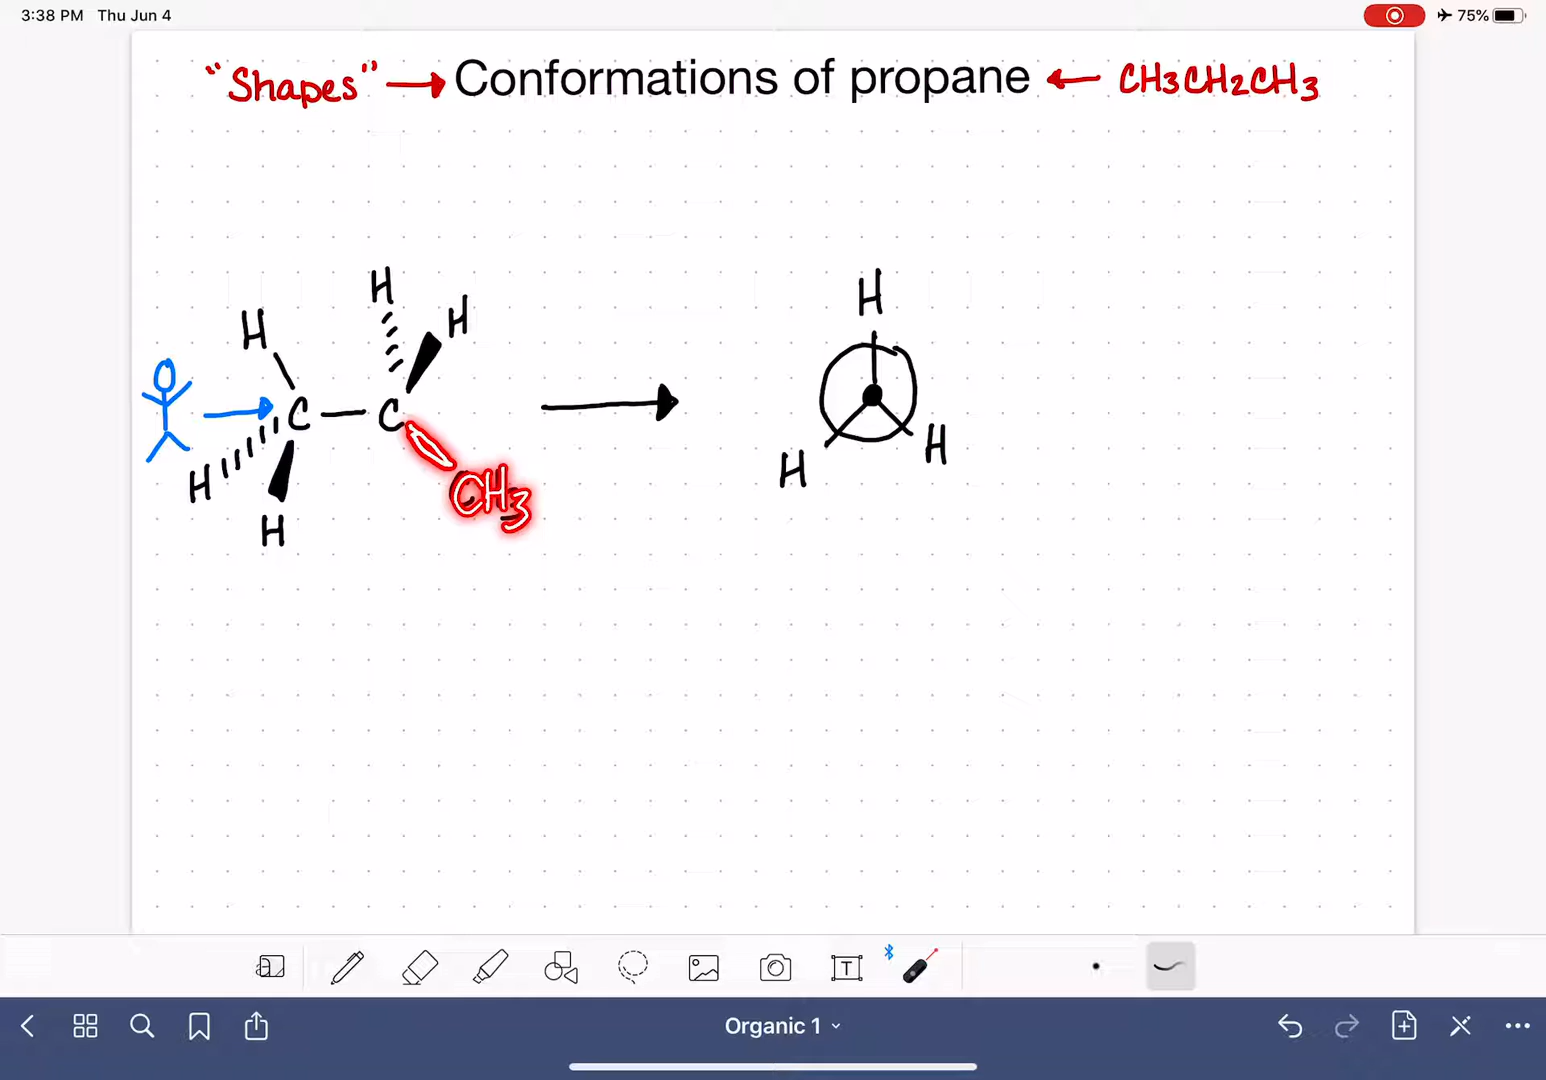 3:38 PM Thu Jun 4
75%
"Shapes" → Conformations of propane ← CH3CH2CH3
H
H
H
H
C — C
H
H
CH3
H
H
H
T
Organic 1